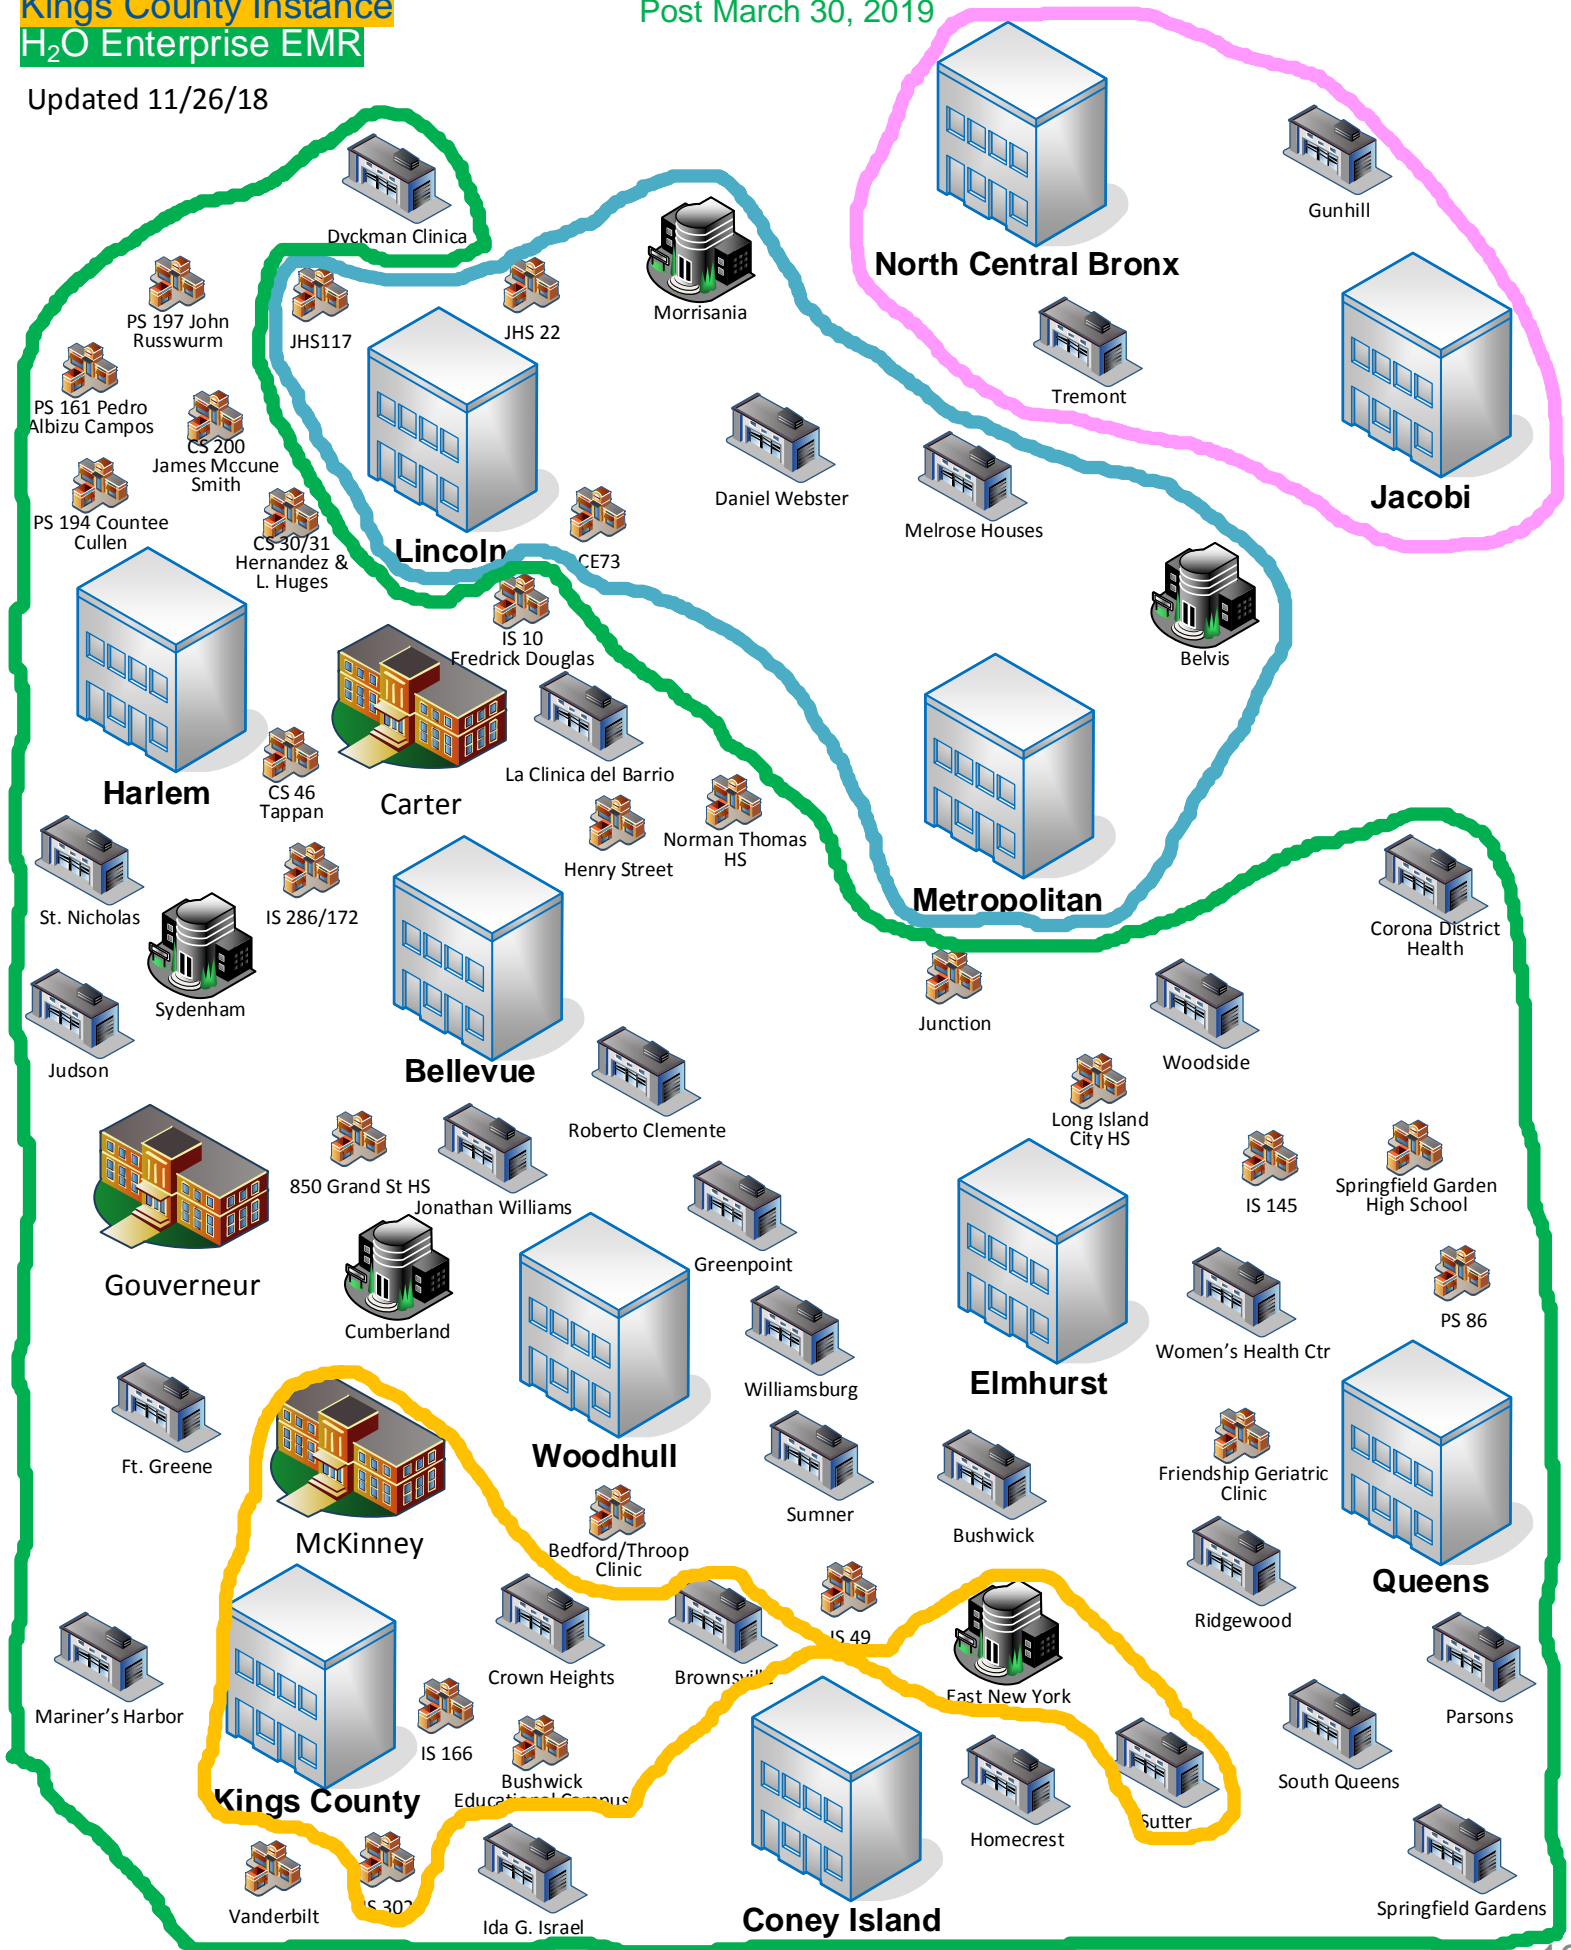 Kings County Instance
Post March 30, 2019
H₂O Enterprise EMR
Updated 11/26/18
Dyckman Clinica
North Central Bronx
Gunhill
Morrisania
PS 197 John
Russwurm
JHS117
JHS 22
Tremont
PS 161 Pedro
Albizu Campos
CS 200
James Mccune
Smith
Daniel Webster
Melrose Houses
Jacobi
PS 194 Countee
Cullen
CS 30/31
Hernandez &
L. Huges
Lincoln
CE73
IS 10
Fredrick Douglas
Belvis
Harlem
CS 46
Tappan
Carter
La Clinica del Barrio
Henry Street
Norman Thomas
HS
Metropolitan
St. Nicholas
IS 286/172
Corona District
Health
Sydenham
Junction
Judson
Bellevue
Woodside
Roberto Clemente
Long Island
City HS
850 Grand St HS
Jonathan Williams
IS 145
Springfield Garden
High School
Gouverneur
Greenpoint
Cumberland
PS 86
Women's Health Ctr
Williamsburg
Elmhurst
Ft. Greene
Woodhull
Friendship Geriatric
Clinic
McKinney
Sumner
Bushwick
Bedford/Throop
Clinic
Queens
Ridgewood
IS 49
Crown Heights
Brownsville
East New York
Mariner's Harbor
Parsons
IS 166
Bushwick
Educational Campus
South Queens
Kings County
Homecrest
Sutter
Vanderbilt
IS 302
Ida G. Israel
Coney Island
Springfield Gardens